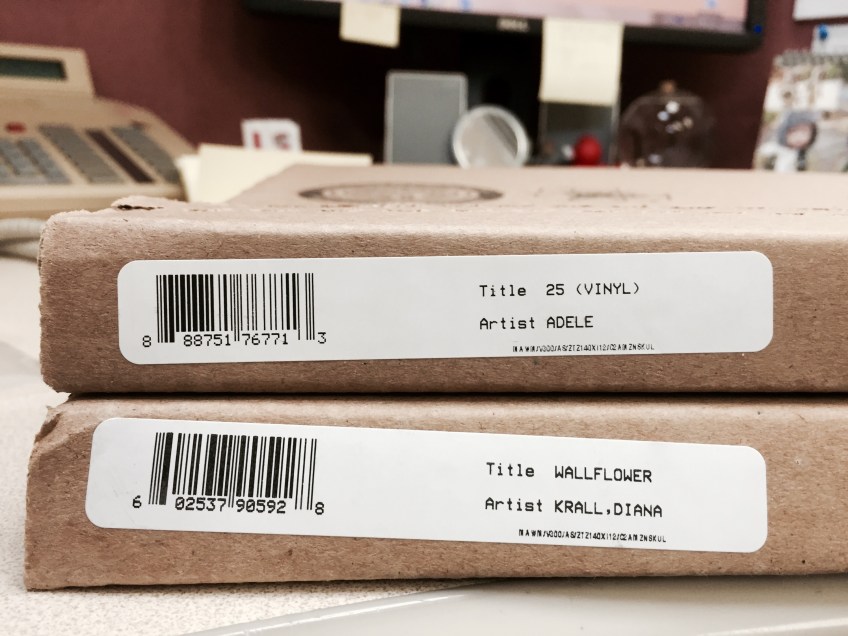 Title 25 (VINYL)
Artist ADELE
8 88751 76771 3
Title WALLFLOWER
Artist KRALL,DIANA
6 02537 90592 8